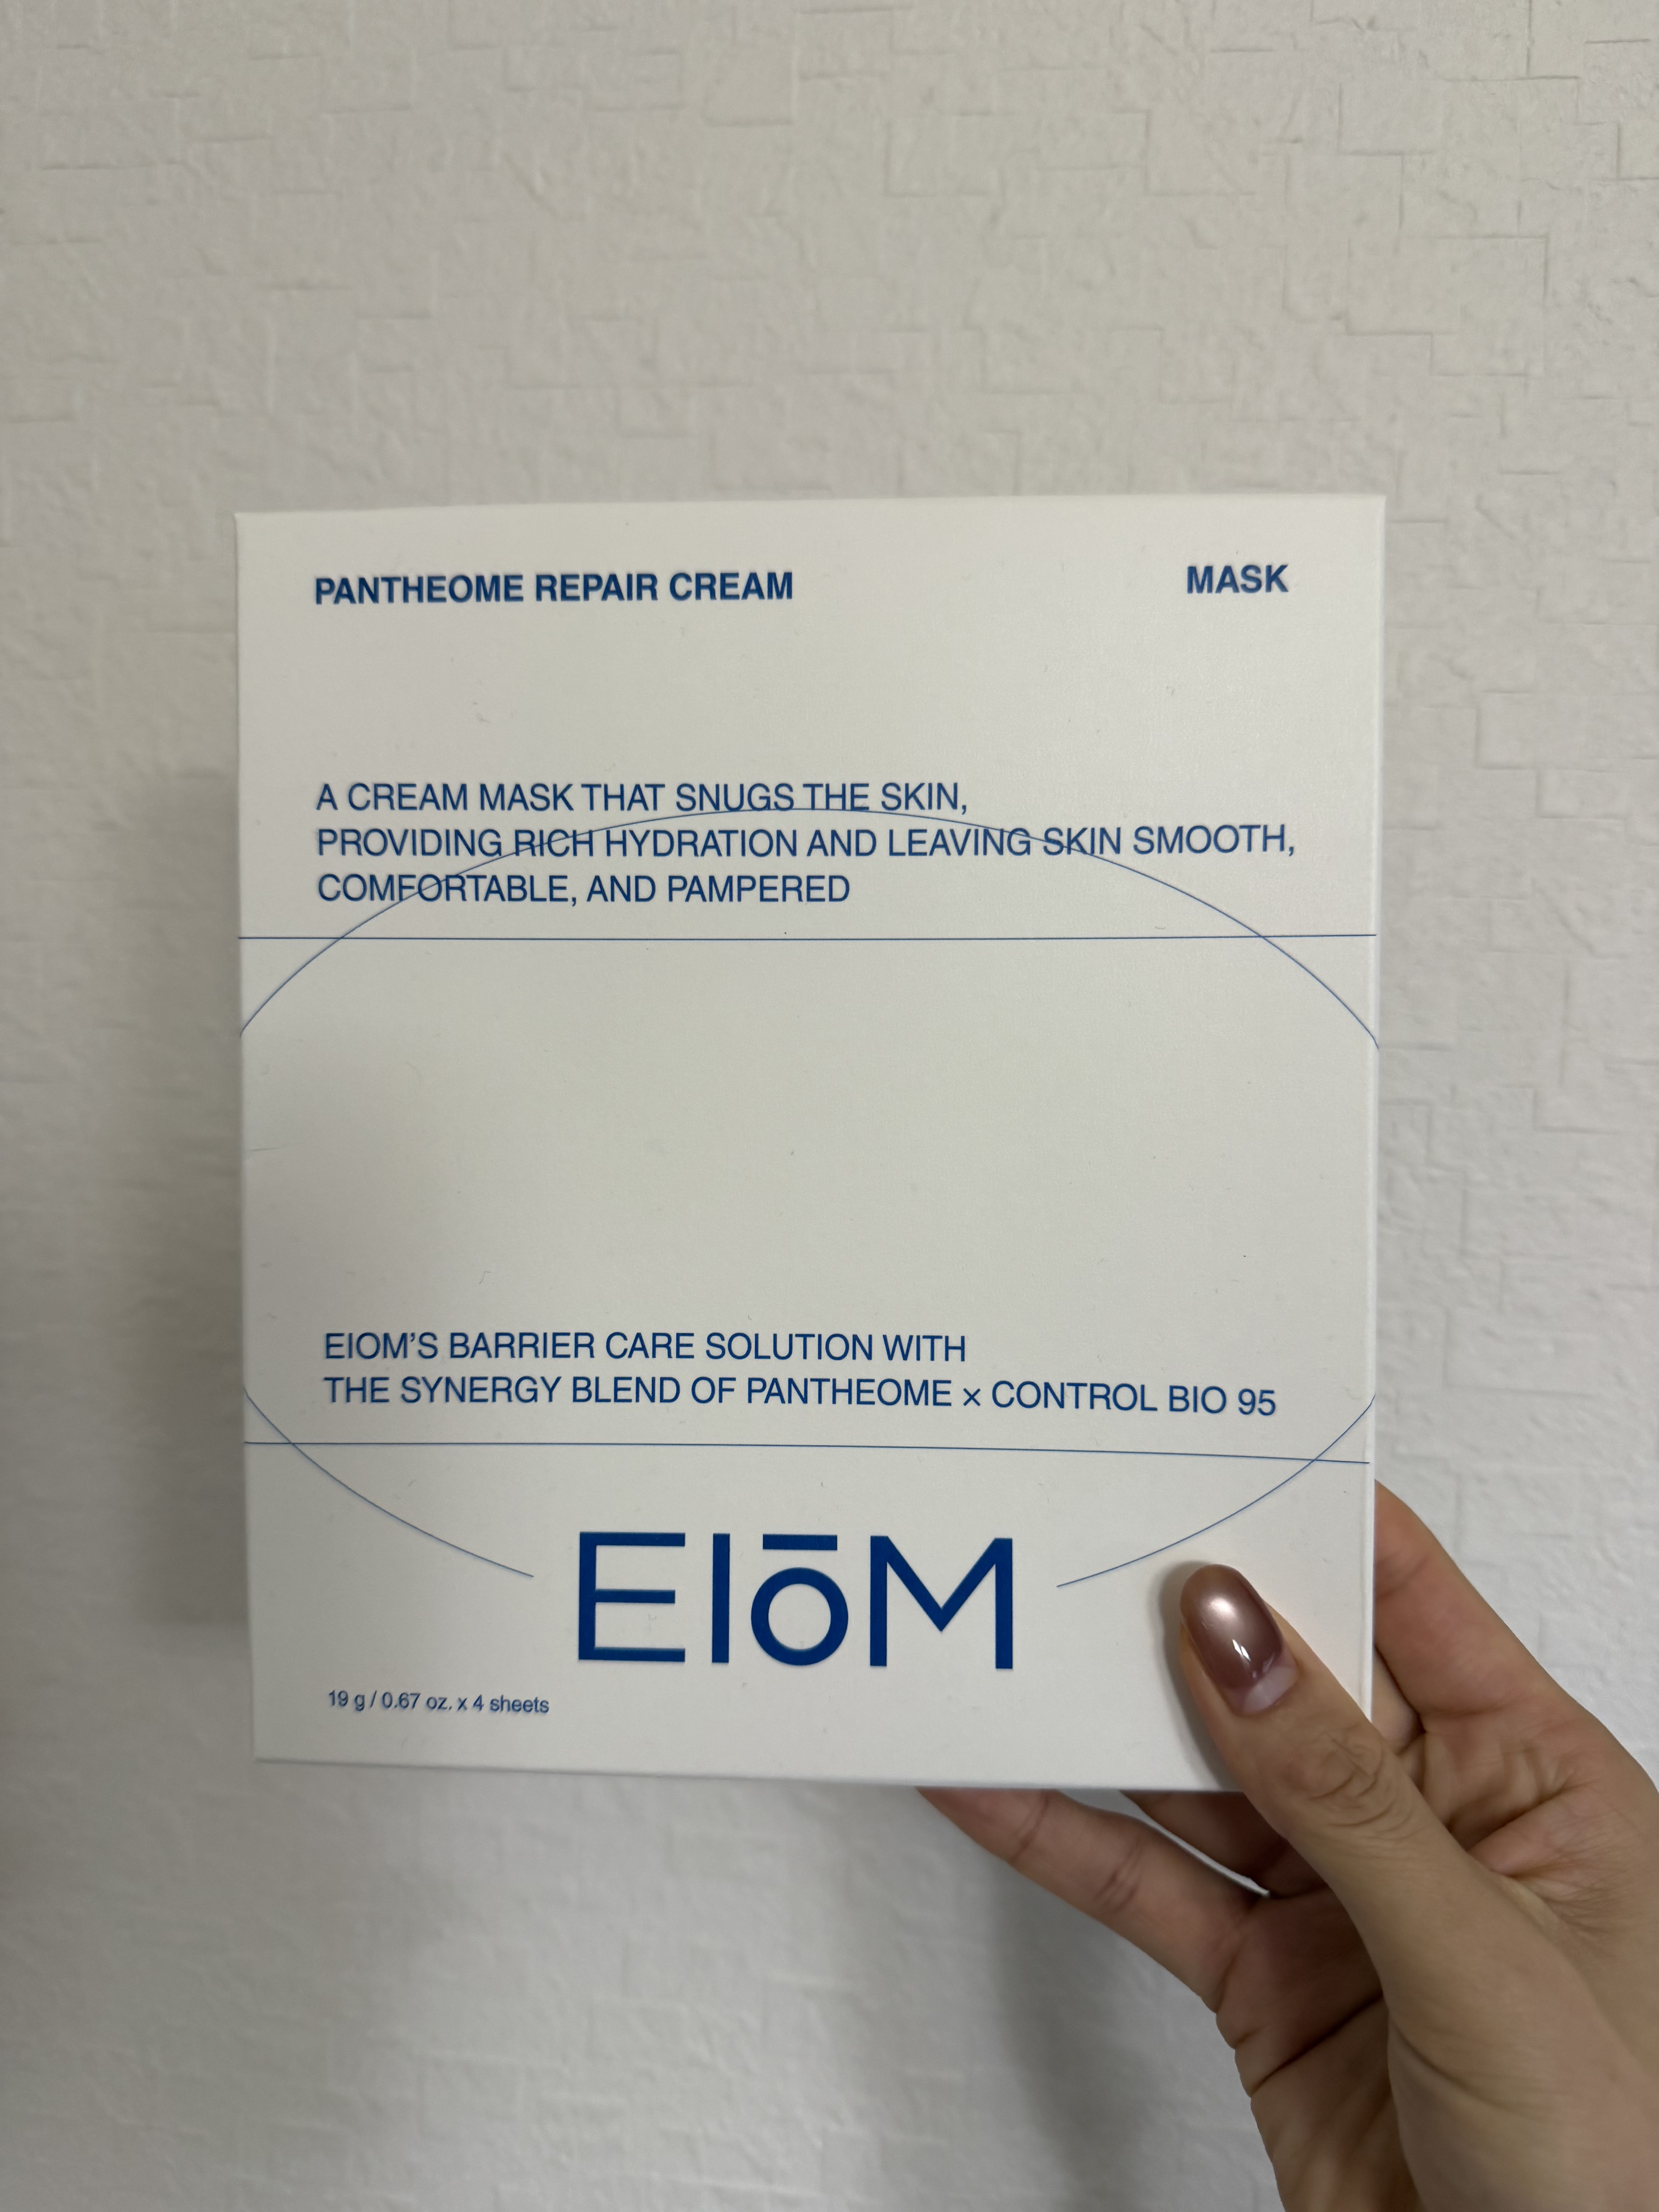 PANTHEOME REPAIR CREAM
MASK
A CREAM MASK THAT SNUGS THE SKIN,
PROVIDING RICH HYDRATION AND LEAVING SKIN SMOOTH,
COMFORTABLE, AND PAMPERED
EIOM’S BARRIER CARE SOLUTION WITH
THE SYNERGY BLEND OF PANTHEOME × CONTROL BIO 95
EIōM
19 g / 0.67 oz. x 4 sheets